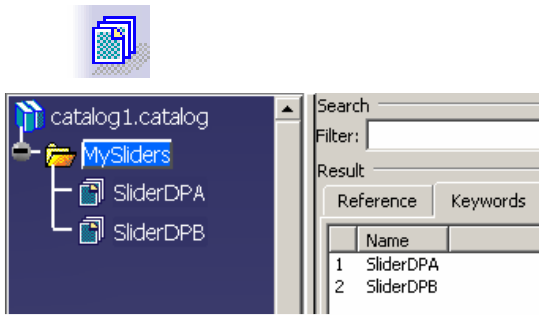 catalog1.catalog
MySliders
SliderDPA
SliderDPB
Search
Filter:
Result
Reference Keywords
Name
1 SliderDPA
2 SliderDPB